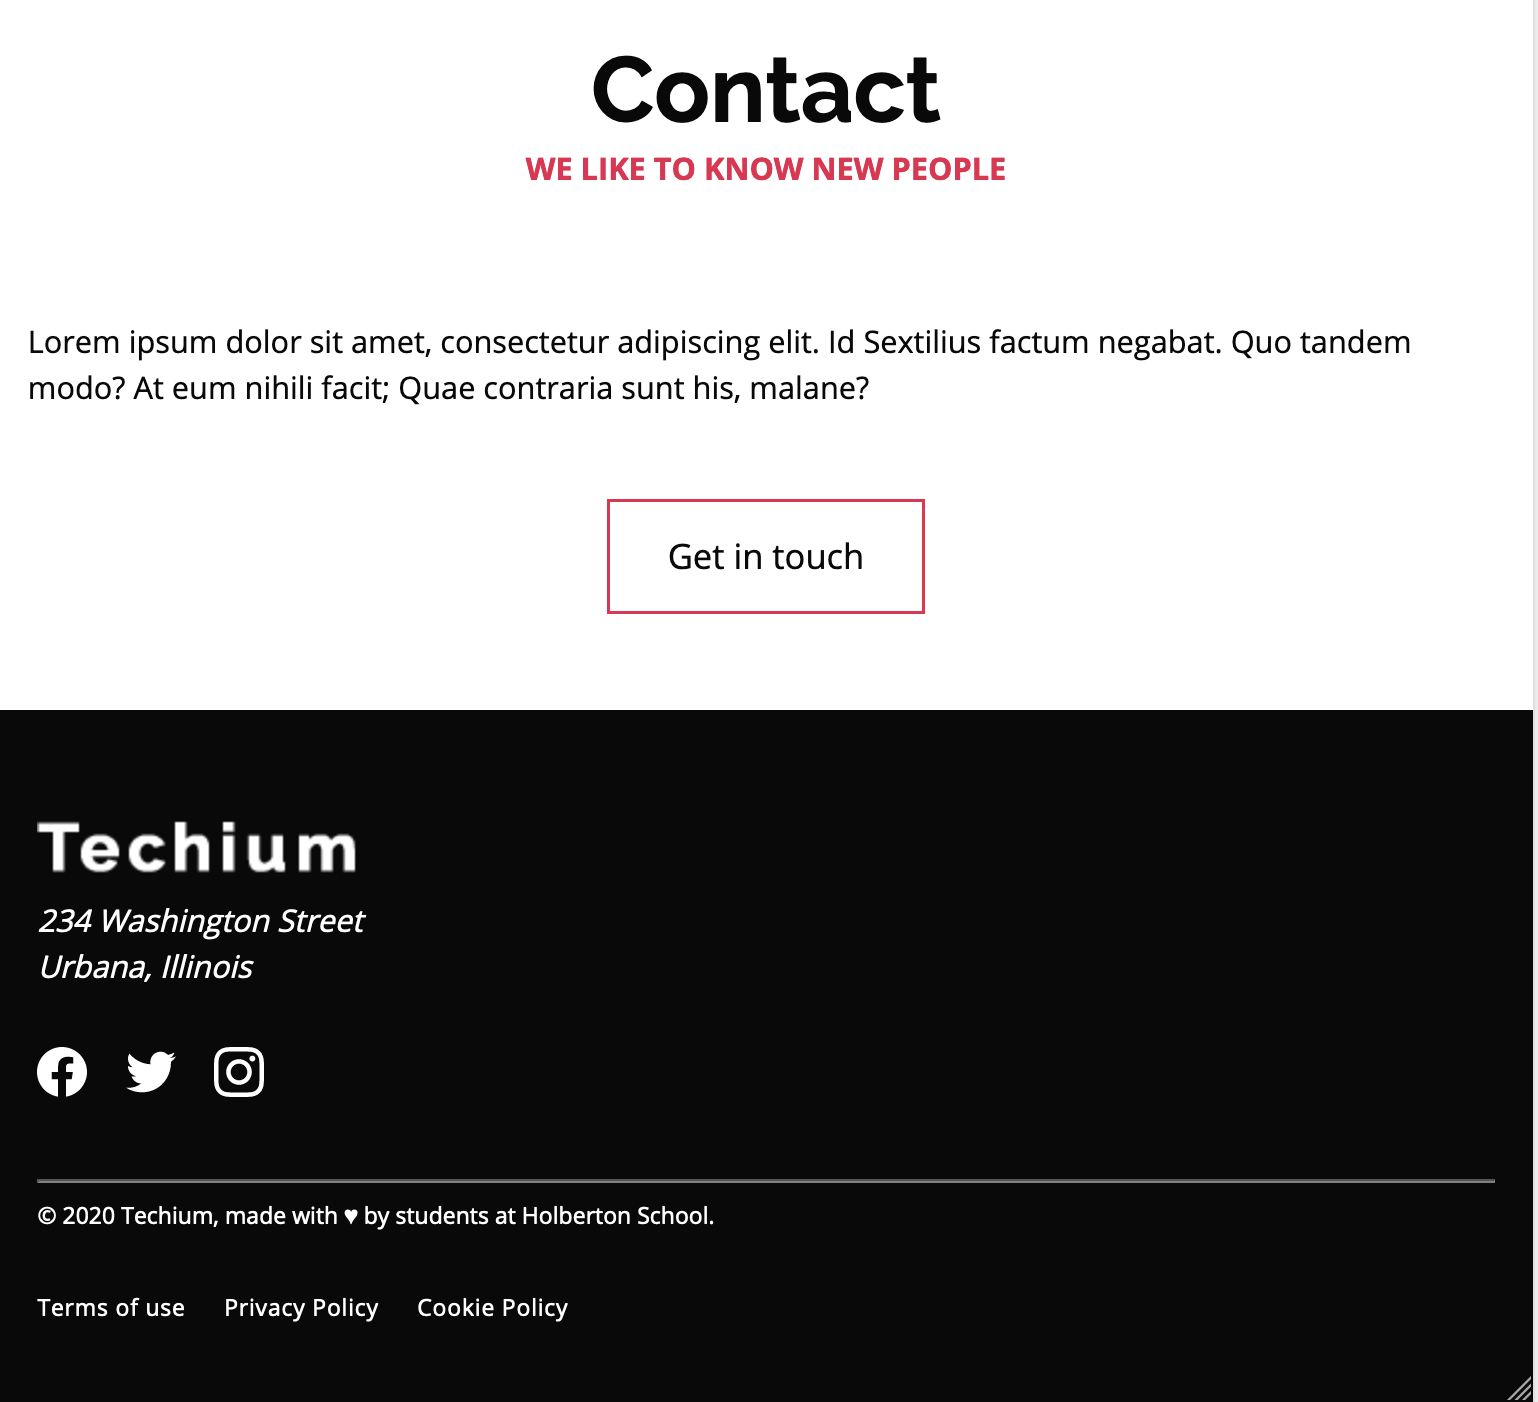 Contact
WE LIKE TO KNOW NEW PEOPLE
Lorem ipsum dolor sit amet, consectetur adipiscing elit. Id Sextilius factum negabat. Quo tandem
modo? At eum nihili facit; Quae contraria sunt his, malane?
Get in touch
Techium
234 Washington Street
Urbana, Illinois
© 2020 Techium, made with ♥ by students at Holberton School.
Terms of use Privacy Policy Cookie Policy